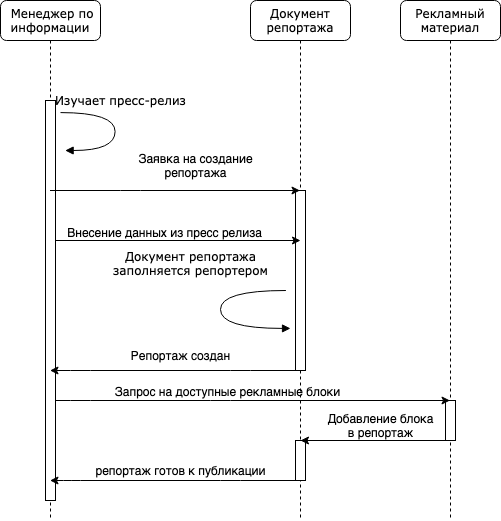 Менеджер по
информации
Документ
репортажа
Рекламный
материал
Изучает пресс-релиз
Заявка на создание
репортажа
Внесение данных из пресс релиза
Документ репортажа
заполняется репортером
Репортаж создан
Запрос на доступные рекламные блоки
Добавление блока
в репортаж
репортаж готов к публикации